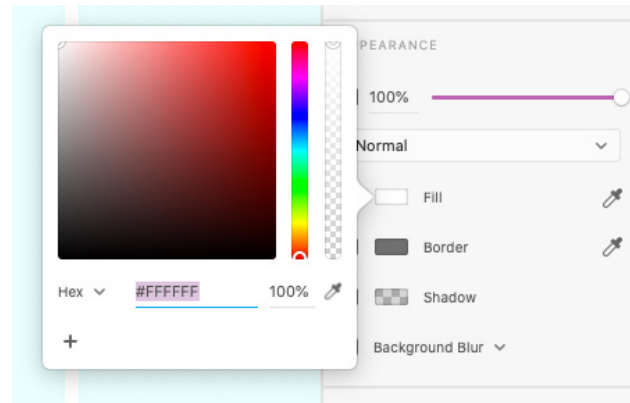 PEARANCE
100%
Normal
Fill
Border
Hex #FFFFFF 100%
Shadow
+
Background Blur